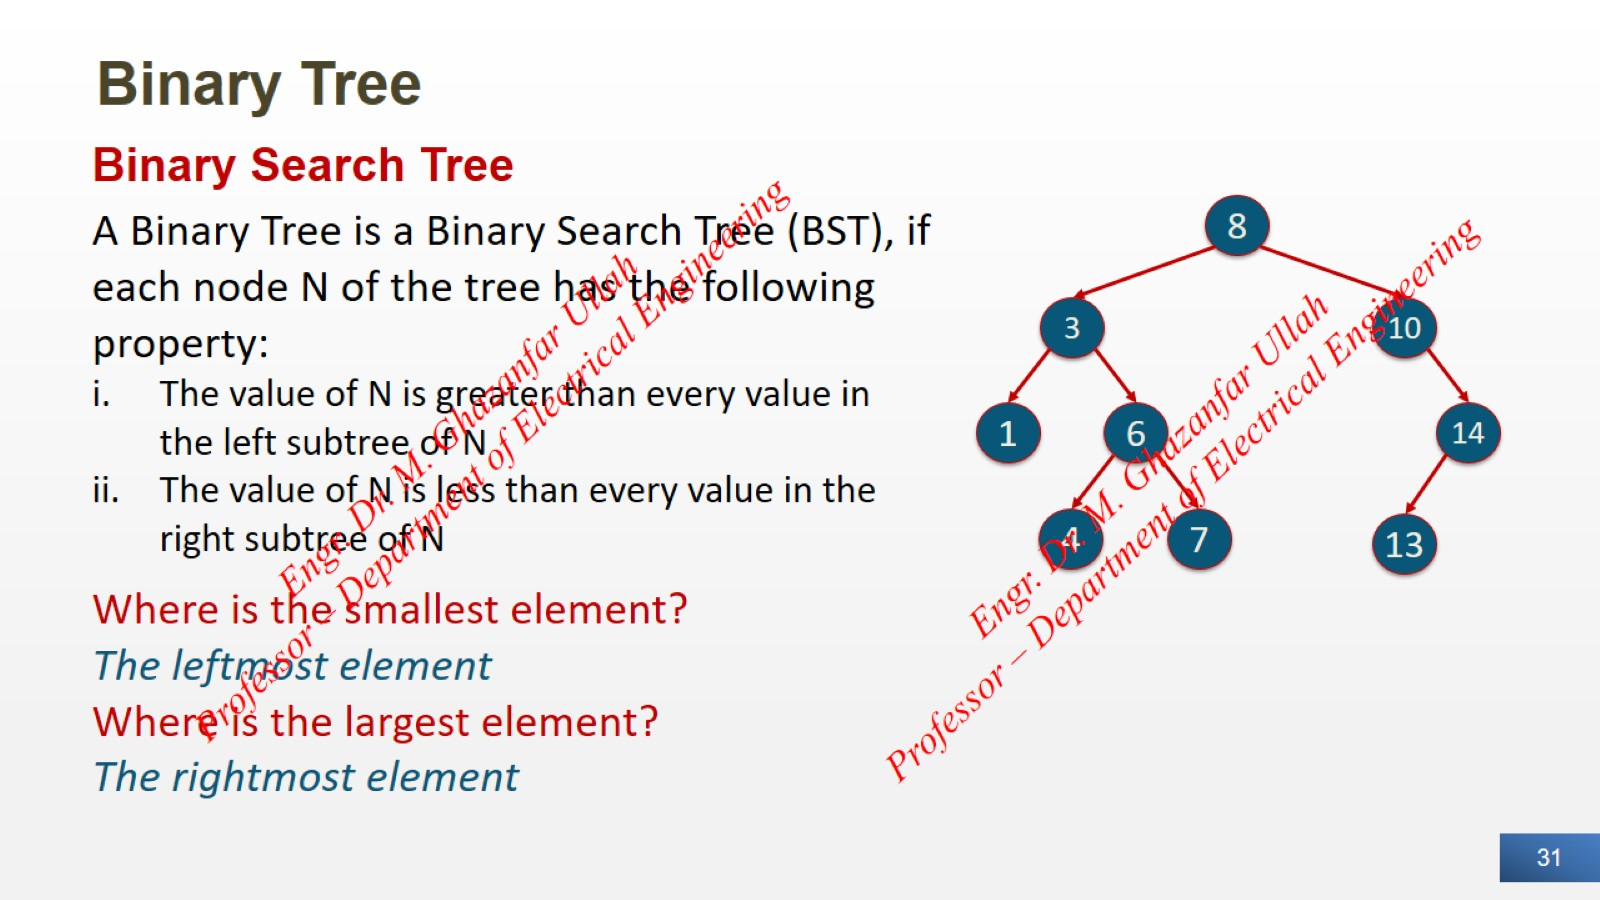 Binary Tree
Binary Search Tree
A Binary Tree is a Binary Search Tree (BST), if
each node N of the tree has the following
property:
i. The value of N is greater than every value in
the left subtree of N
ii. The value of N is less than every value in the
right subtree of N
Where is the smallest element?
The leftmost element
Where is the largest element?
The rightmost element
8
3 10
1 6 14
4 7 13
Engr. Dr. M. Ghazanfar Ullah
Professor – Department of Electrical Engineering
Engr. Dr. M. Ghazanfar Ullah
Professor – Department of Electrical Engineering
31